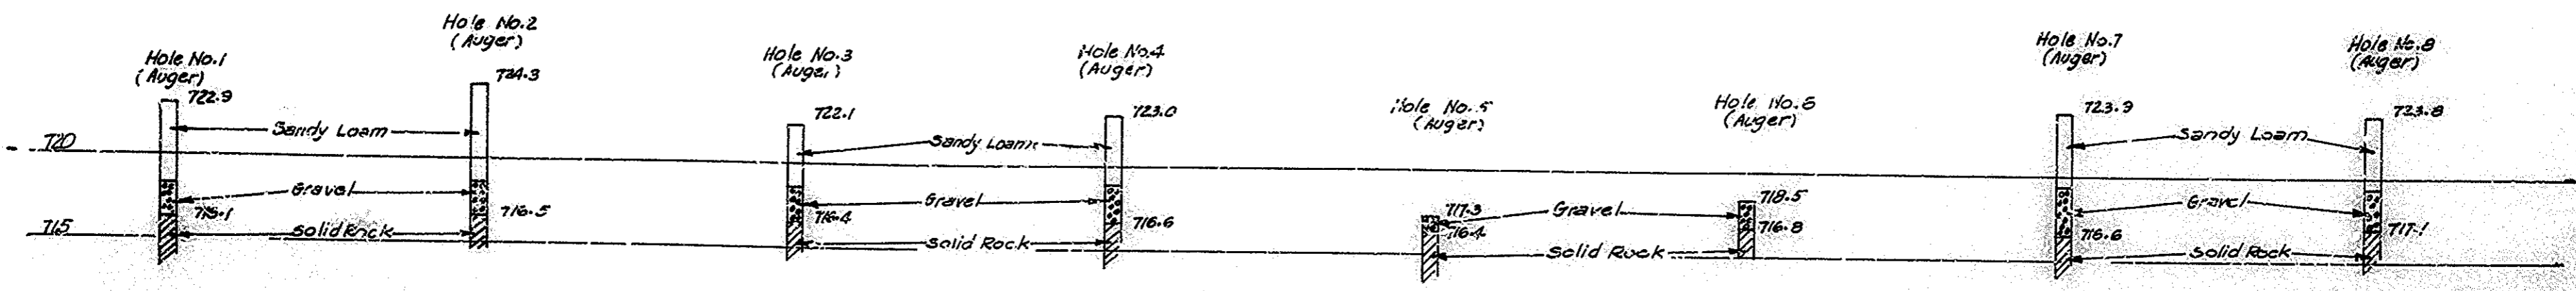 Hole No.1
(Auger)
722.9
Hole No.2
(Auger)
724.3
Hole No.3
(Auger)
722.1
Hole No.4
(Auger)
723.0
Hole No.5
(Auger)
Hole No.6
(Auger)
Hole No.7
(Auger)
723.9
Hole No.8
(Auger)
723.8
720
Sandy Loam
Sandy Loam
Sandy Loam
Gravel
Gravel
717.3
Gravel
718.5
Gravel
716.5
716.4
716.6
716.4
716.8
716.6
717.1
715
Solid Rock
Solid Rock
Solid Rock
Solid Rock